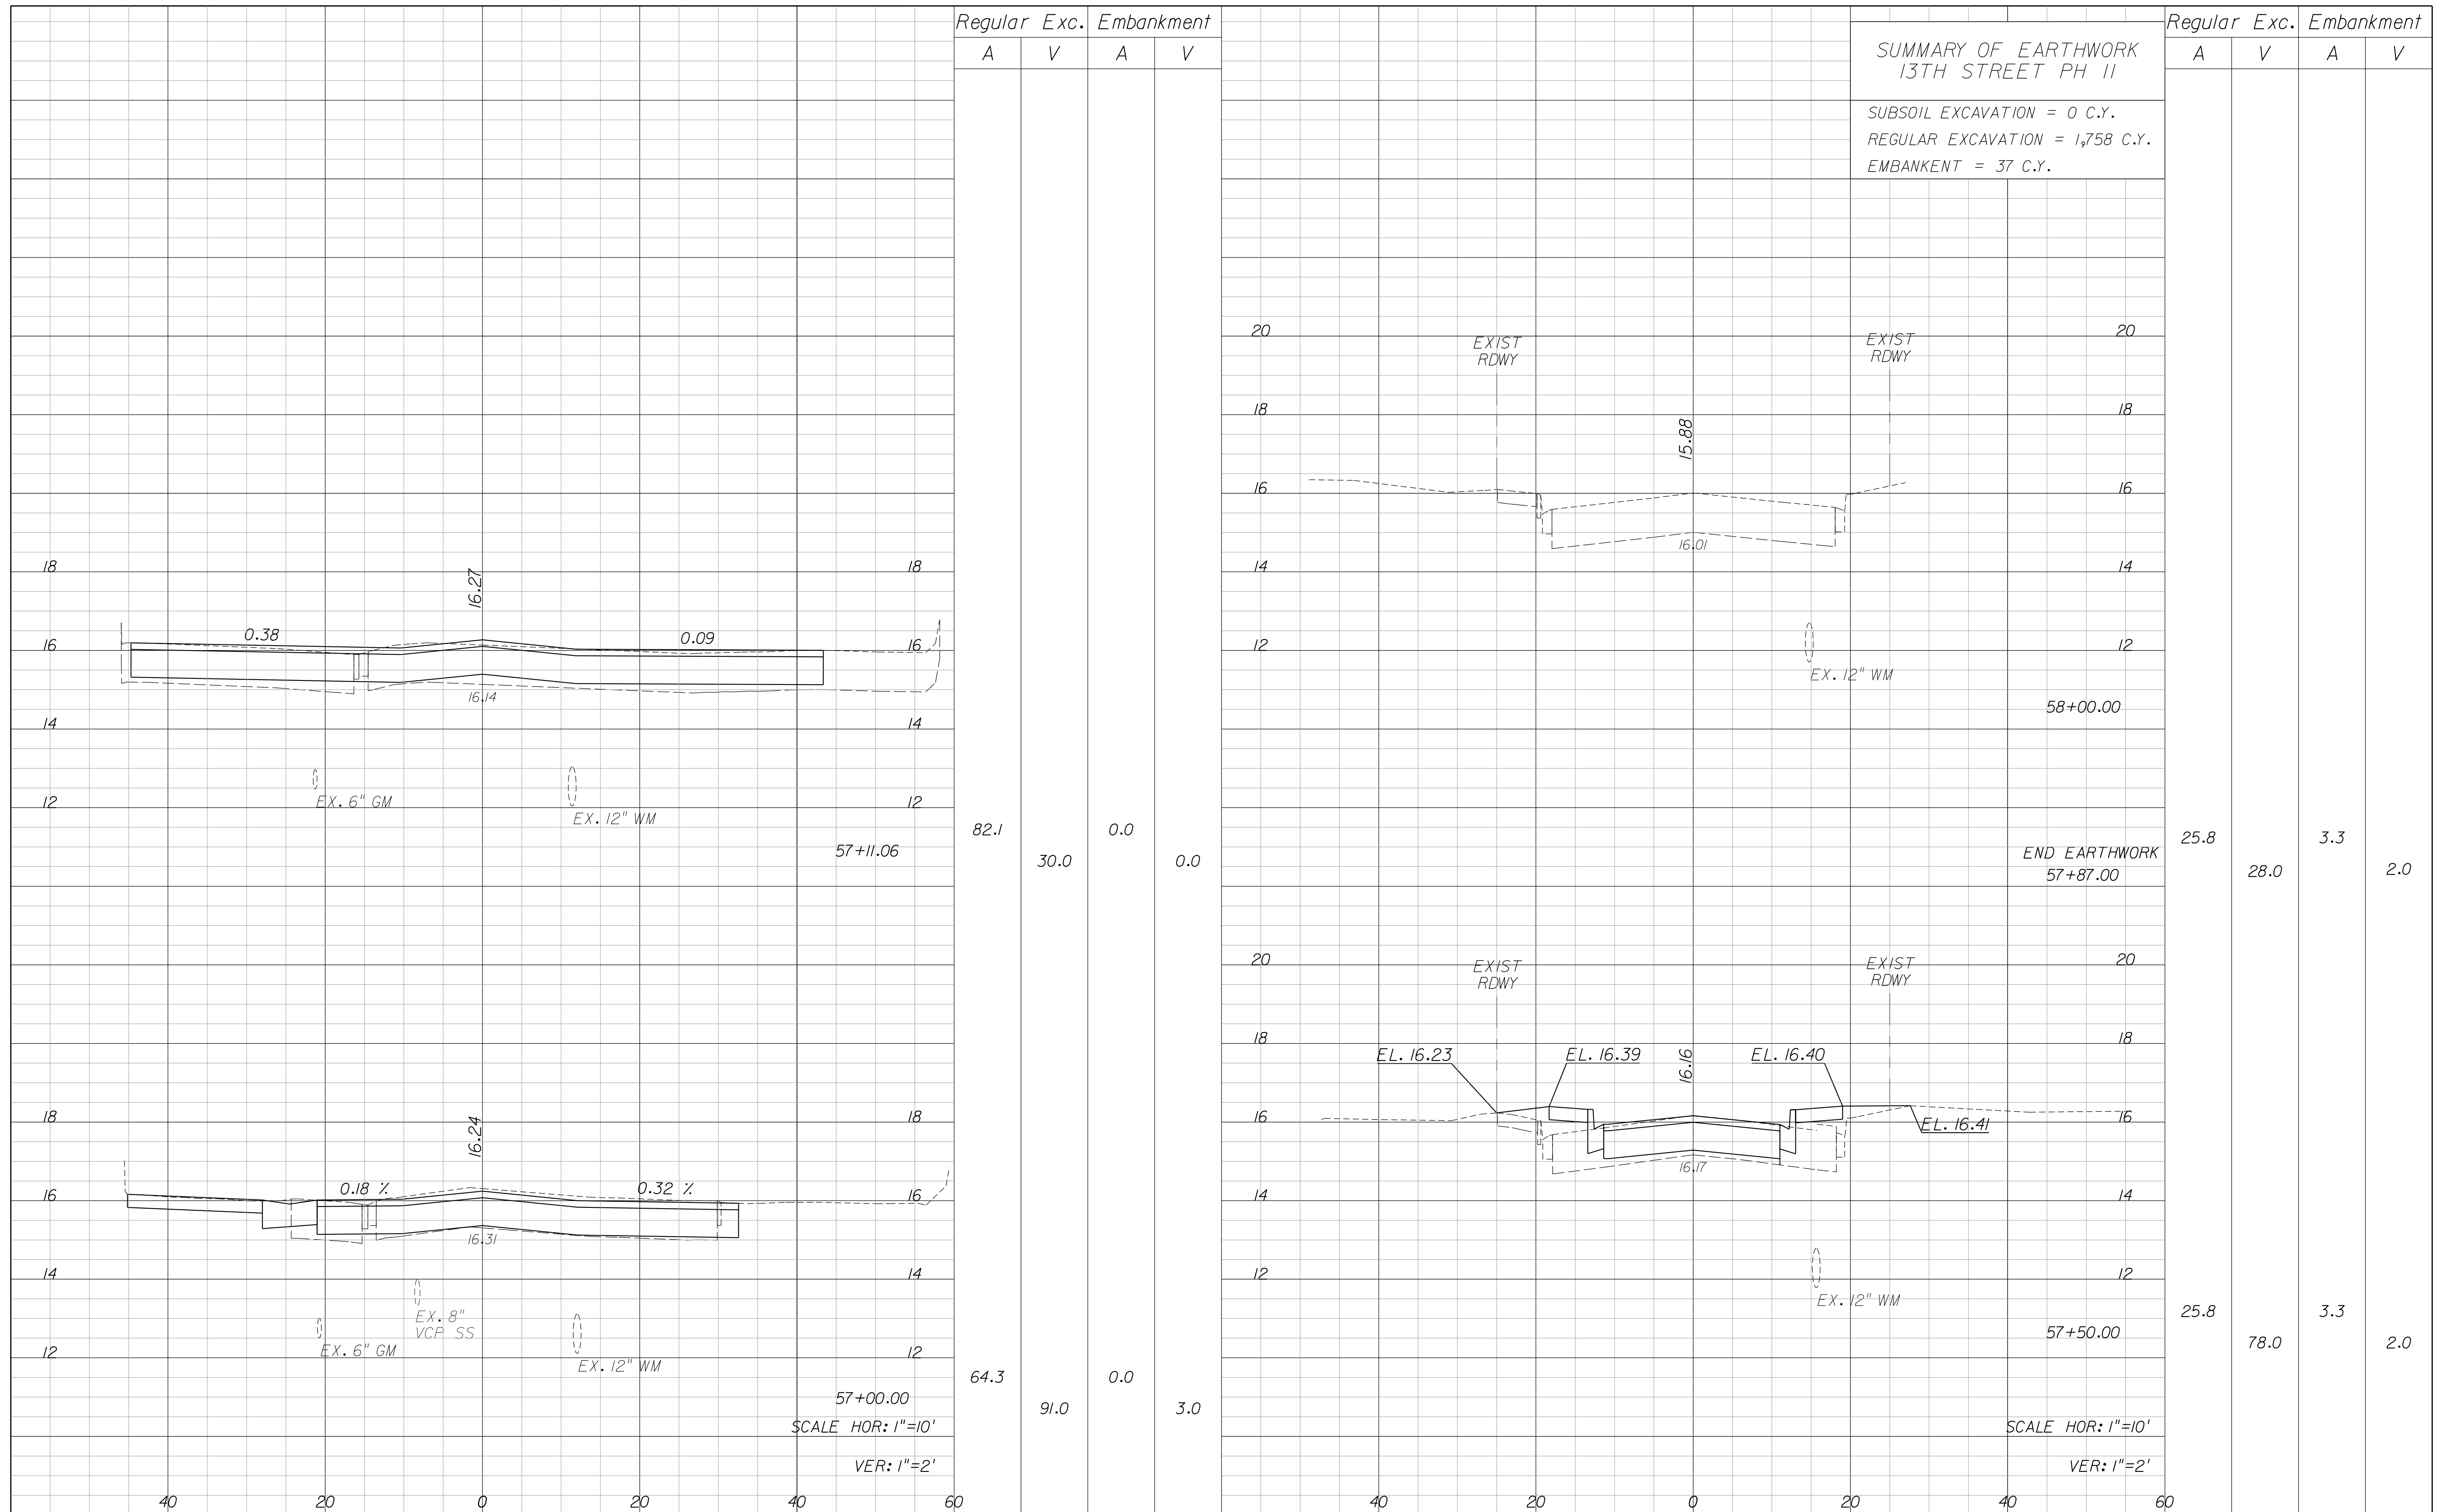 Regular Exc. Embankment
A V A V
18 18
16.27
0.38 0.09
16 16
16.14
14 14
EX. 6" GM
EX. 12" WM
12 12
82.1 0.0
57+11.06
30.0 0.0
18 18
16.24
0.18 % 0.32 %
16 16
16.31
14 14
EX. 8"
VCP SS
EX. 6" GM
EX. 12" WM
12 12
64.3 0.0
57+00.00
91.0 3.0
SCALE HOR: 1"=10'
VER: 1"=2'
40 20 0 20 40 60
Regular Exc. Embankment
A V A V
SUMMARY OF EARTHWORK
13TH STREET PH II
SUBSOIL EXCAVATION = 0 C.Y.
REGULAR EXCAVATION = 1,758 C.Y.
EMBANKENT = 37 C.Y.
20 20
EXIST
RDWY
EXIST
RDWY
18 18
15.88
16 16
16.01
14 14
12 12
EX. 12" WM
58+00.00
25.8 3.3
END EARTHWORK
57+87.00
28.0 2.0
20 20
EXIST
RDWY
EXIST
RDWY
18 18
EL. 16.23 EL. 16.39 16.16 EL. 16.40
16 16
EL. 16.41
16.17
14 14
12 12
EX. 12" WM
25.8 3.3
57+50.00
78.0 2.0
SCALE HOR: 1"=10'
VER: 1"=2'
40 20 0 20 40 60